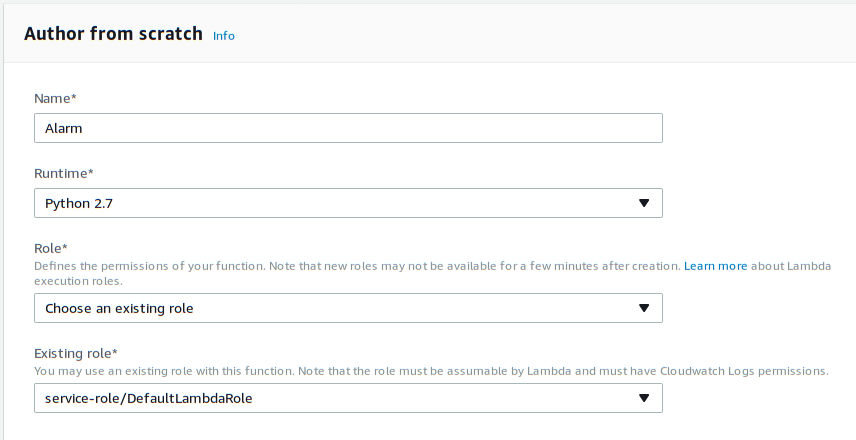 Author from scratch Info
Name*
Alarm
Runtime*
Python 2.7
Role*
Defines the permissions of your function. Note that new roles may not be available for a few minutes after creation. Learn more about Lambda
execution roles.
Choose an existing role
Existing role*
You may use an existing role with this function. Note that the role must be assumable by Lambda and must have Cloudwatch Logs permissions.
service-role/DefaultLambdaRole